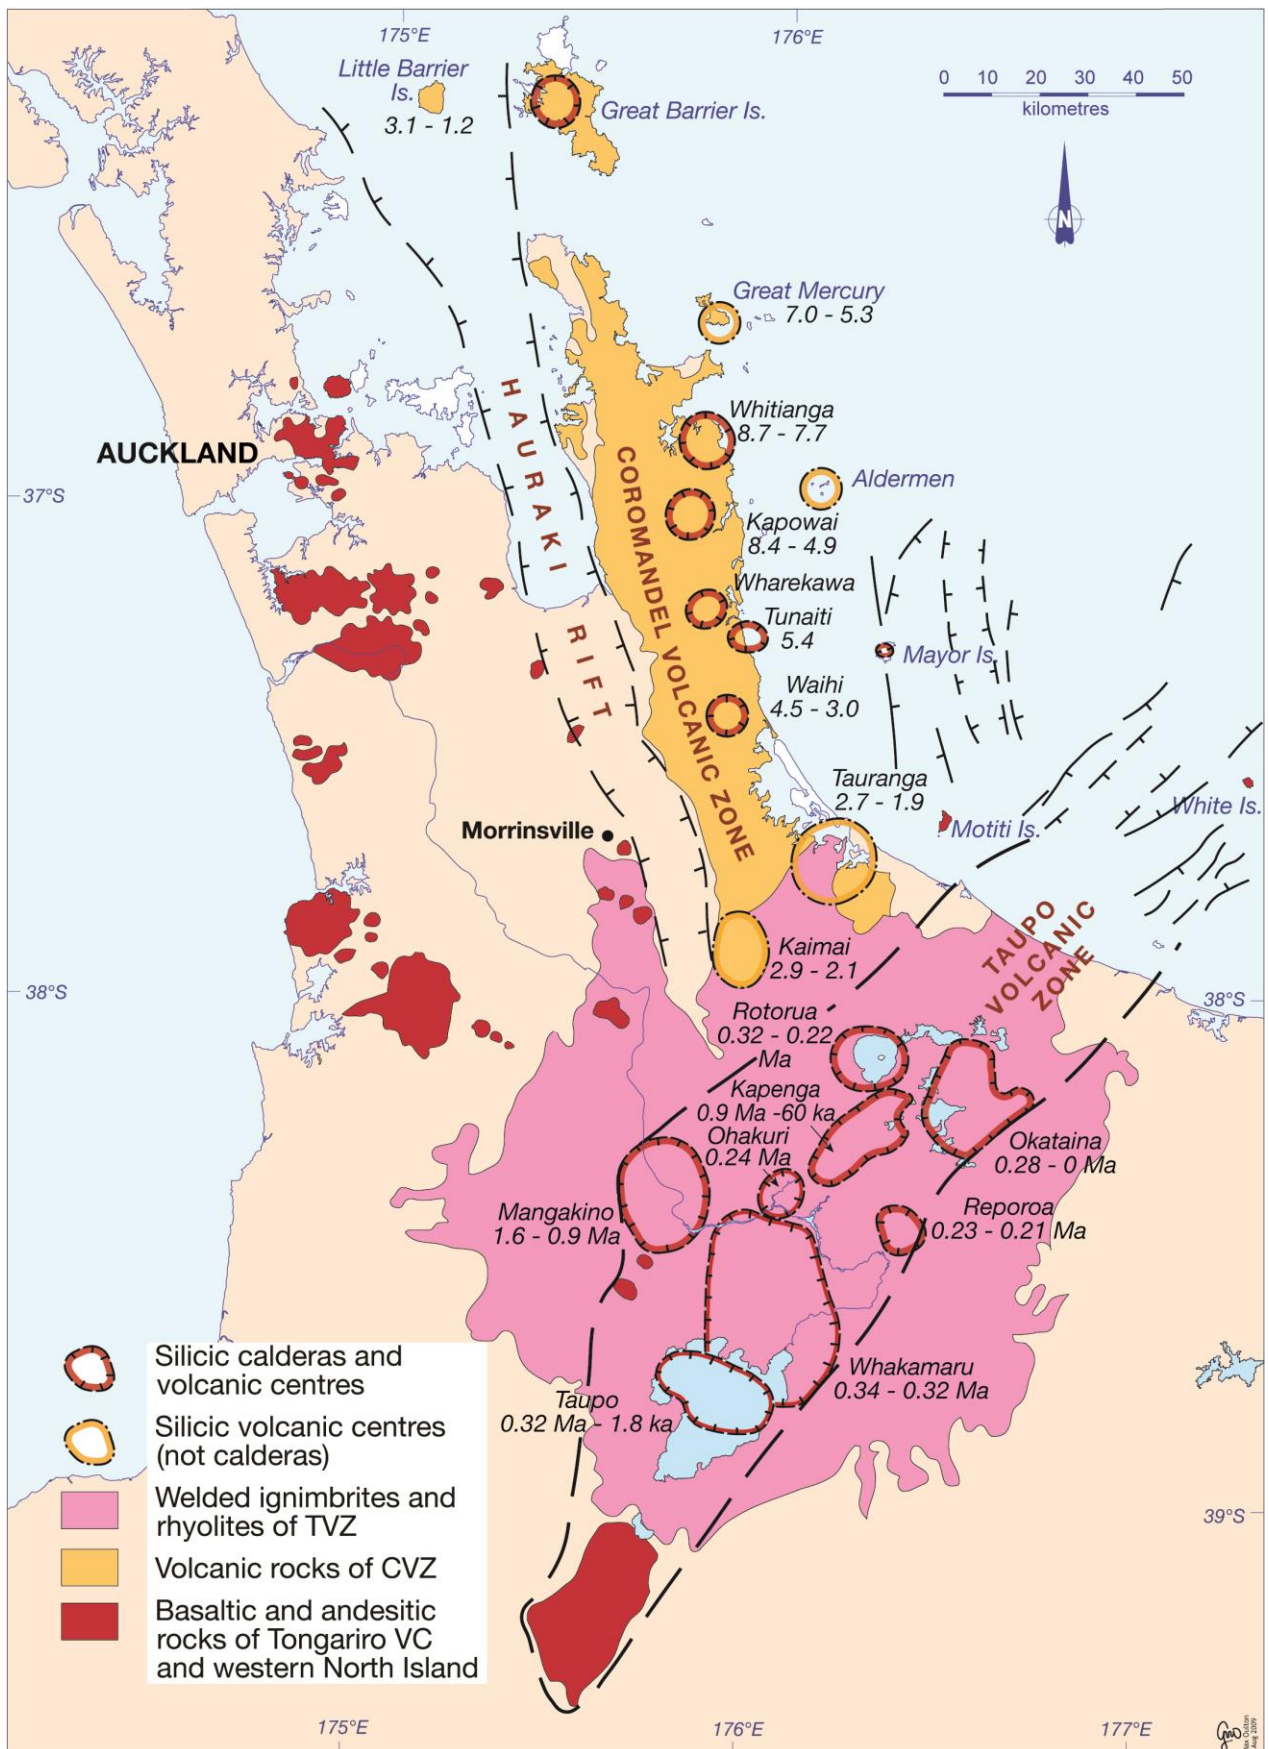 175°E
176°E
Little Barrier
Is.
3.1 - 1.2
Great Barrier Is.
0 10 20 30 40 50
kilometres
N
Great Mercury
7.0 - 5.3
HAURAKI
RIFT
COROMANDEL VOLCANIC ZONE
Whitianga
8.7 - 7.7
AUCKLAND
37°S
Aldermen
Kapowai
8.4 - 4.9
Wharekawa
Tunaiti
5.4
Mayor Is.
Waihi
4.5 - 3.0
Tauranga
2.7 - 1.9
White Is.
Motiti Is.
Morrinsville
TAUPO
VOLCANIC
ZONE
Kaimai
2.9 - 2.1
38°S
38°S
Rotorua
0.32 - 0.22
Ma
Kapenga
0.9 Ma -60 ka
Ohakuri
0.24 Ma
Okataina
0.28 - 0 Ma
Mangakino
1.6 - 0.9 Ma
Reporoa
0.23 - 0.21 Ma
Whakamaru
0.34 - 0.32 Ma
Taupo
0.32 Ma - 1.8 ka
39°S
Silicic calderas and
volcanic centres
Silicic volcanic centres
(not calderas)
Welded ignimbrites and
rhyolites of TVZ
Volcanic rocks of CVZ
Basaltic and andesitic
rocks of Tongariro VC
and western North Island
175°E
176°E
177°E
Max Oulton
Aug 2009